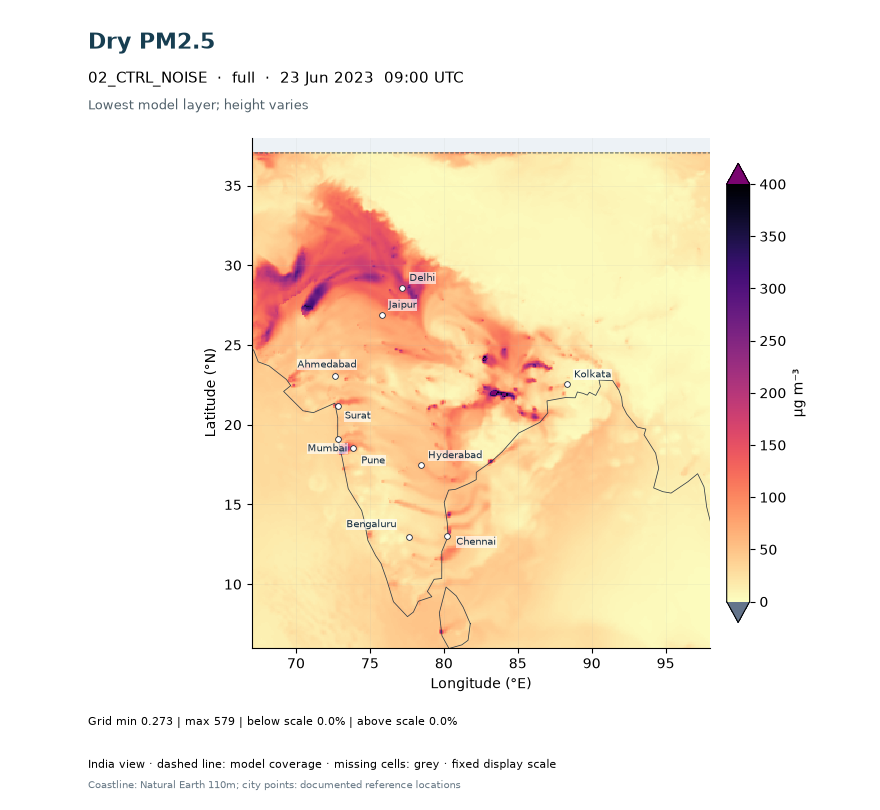 Dry PM2.5
02_CTRL_NOISE · full · 23 Jun 2023 09:00 UTC
Lowest model layer; height varies
35
30
25
20
15
10
Latitude (°N)
70
75
80
85
90
95
Longitude (°E)
Delhi
Jaipur
Ahmedabad
Kolkata
Surat
Mumbai
Pune
Hyderabad
Bengaluru
Chennai
400
350
300
250
200
150
100
50
0
µg m⁻³
Grid min 0.273 | max 579 | below scale 0.0% | above scale 0.0%
India view · dashed line: model coverage · missing cells: grey · fixed display scale
Coastline: Natural Earth 110m; city points: documented reference locations